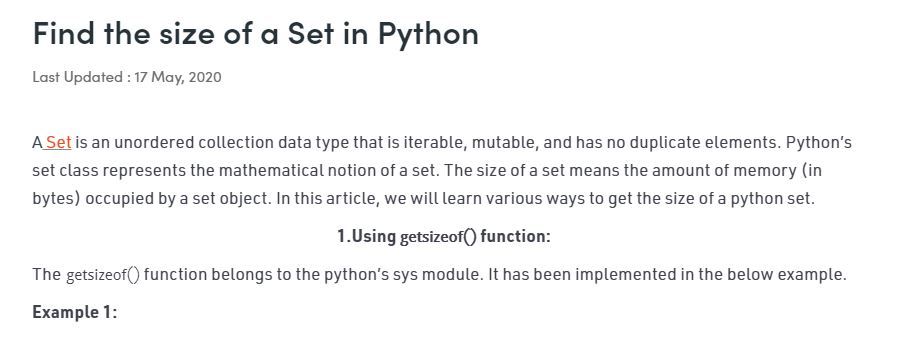 Find the size of a Set in Python
Last Updated : 17 May, 2020
A Set is an unordered collection data type that is iterable, mutable, and has no duplicate elements. Python’s
set class represents the mathematical notion of a set. The size of a set means the amount of memory (in
bytes) occupied by a set object. In this article, we will learn various ways to get the size of a python set.
1.Using getsizeof() function:
The getsizeof() function belongs to the python’s sys module. It has been implemented in the below example.
Example 1: